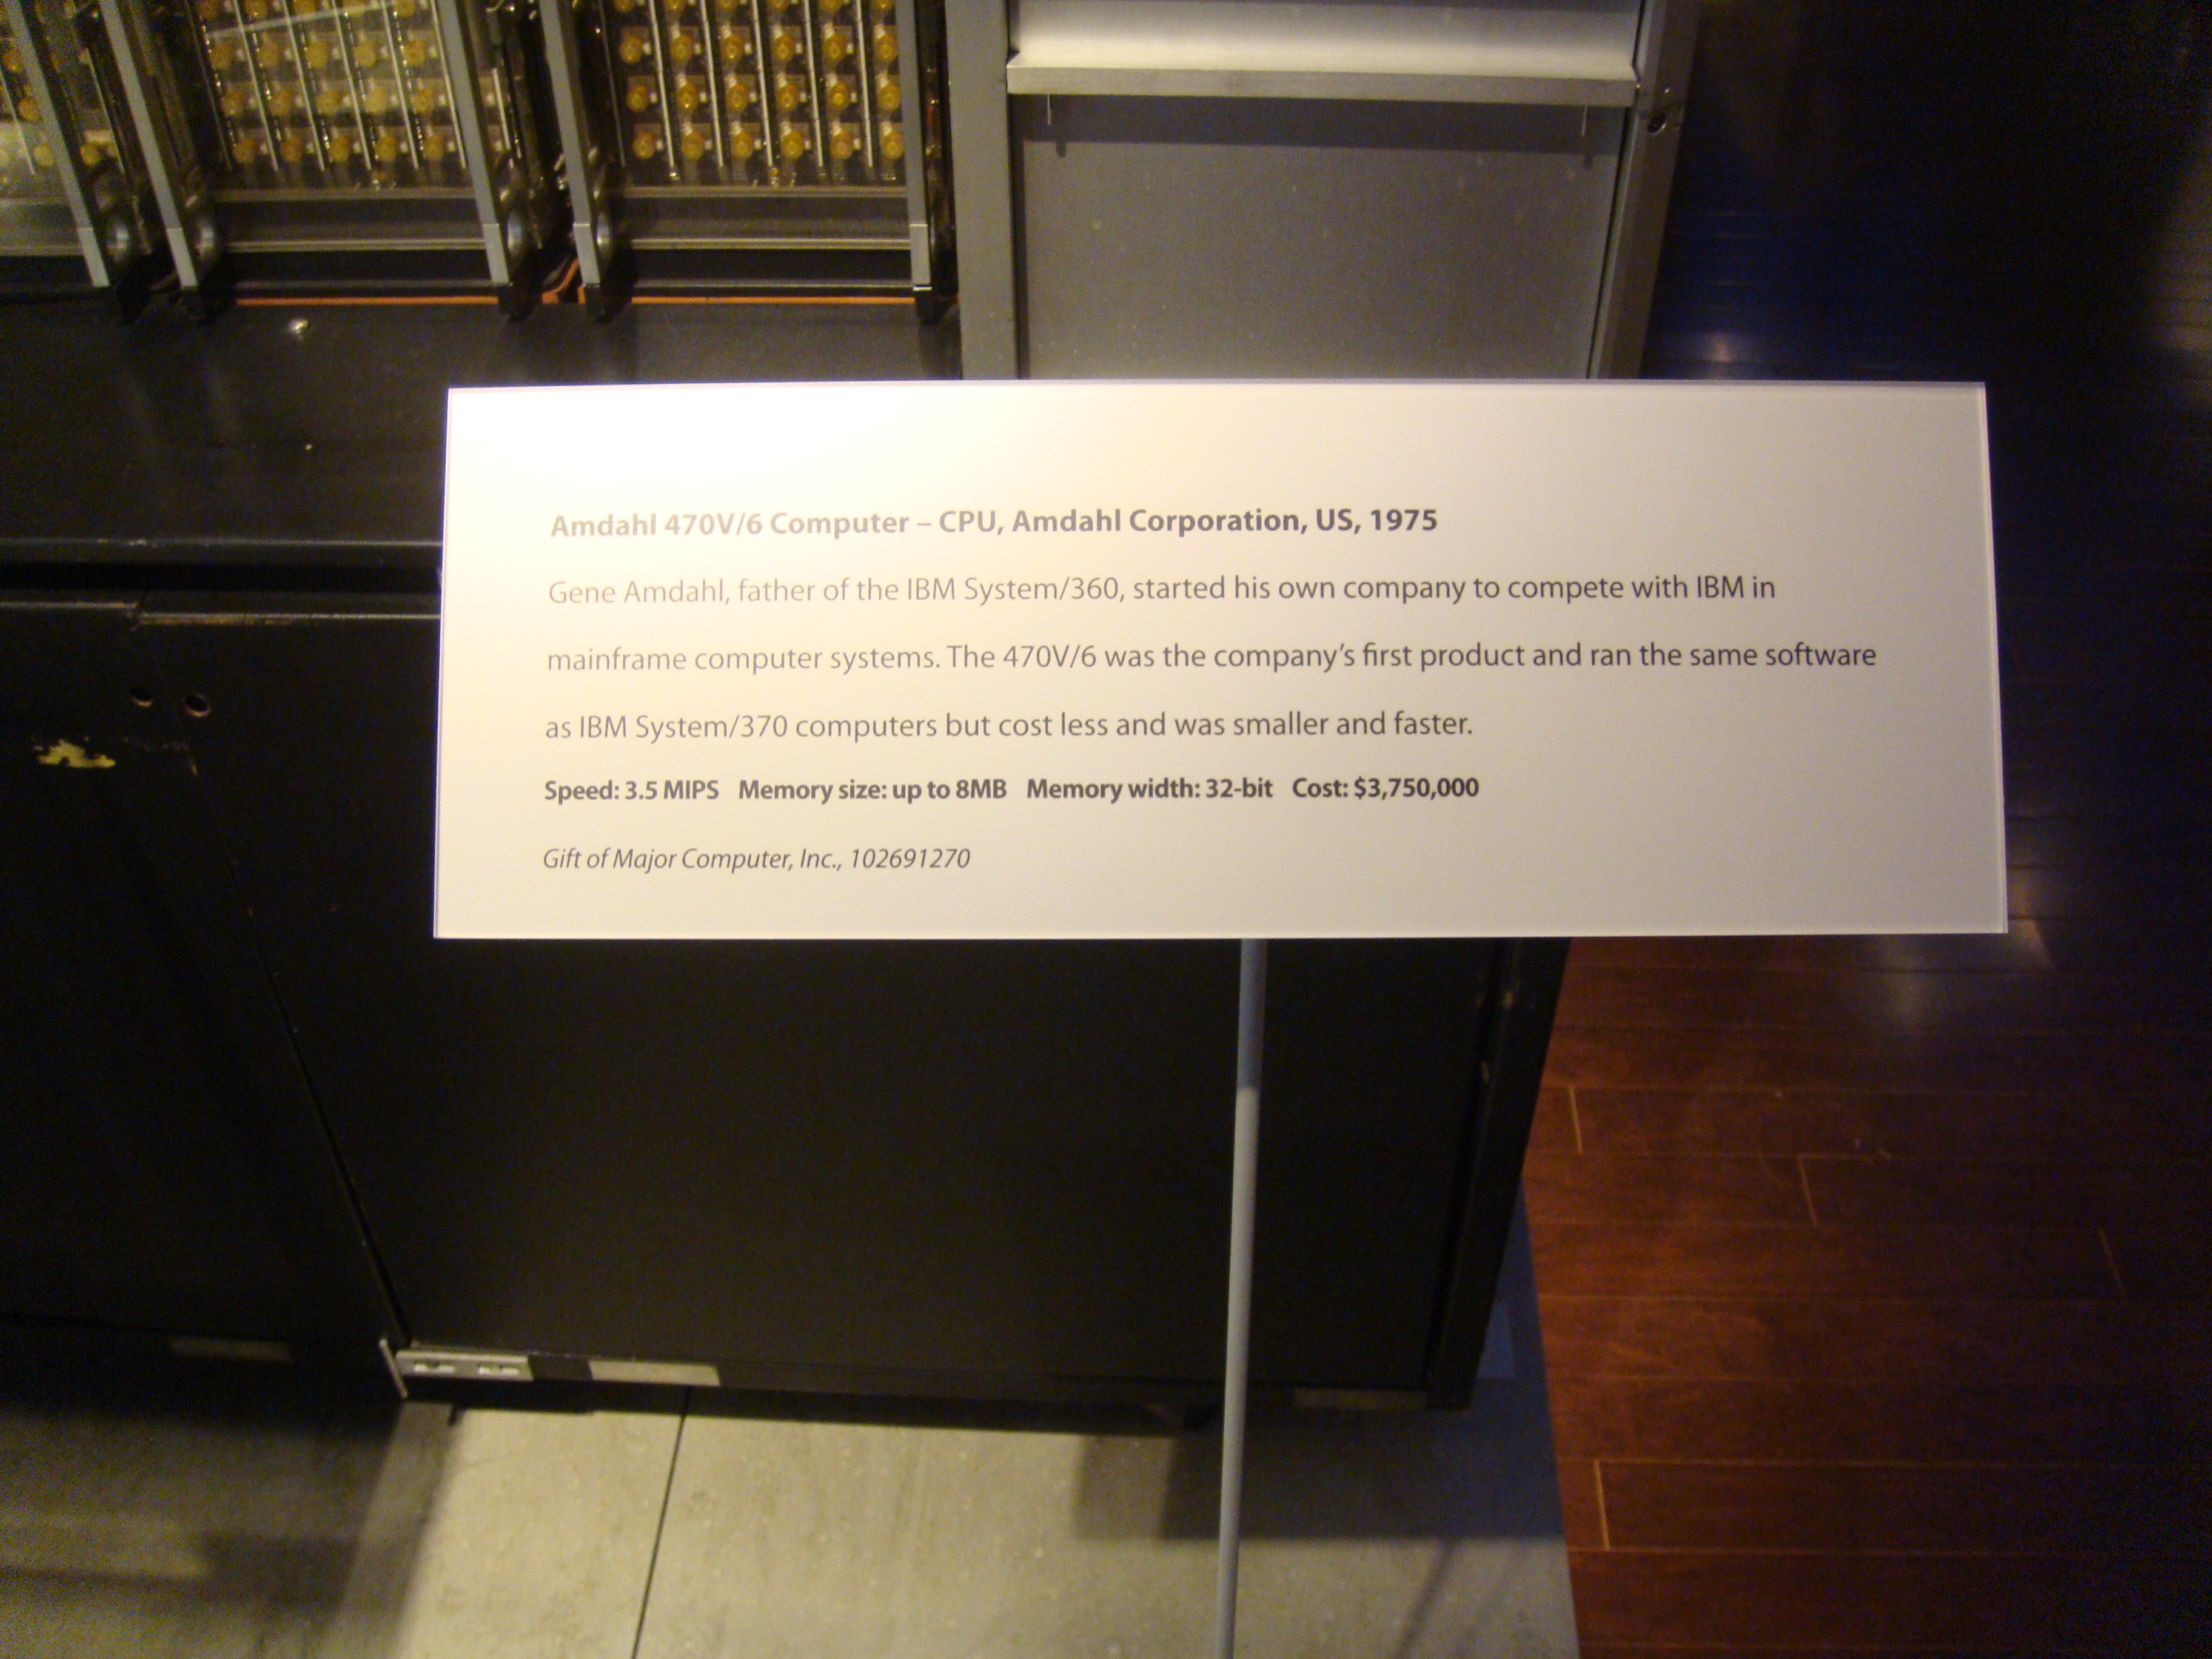 Amdahl 470V/6 Computer – CPU, Amdahl Corporation, US, 1975
Gene Amdahl, father of the IBM System/360, started his own company to compete with IBM in
mainframe computer systems. The 470V/6 was the company’s first product and ran the same software
as IBM System/370 computers but cost less and was smaller and faster.
Speed: 3.5 MIPS   Memory size: up to 8MB   Memory width: 32-bit   Cost: $3,750,000
Gift of Major Computer, Inc., 102691270